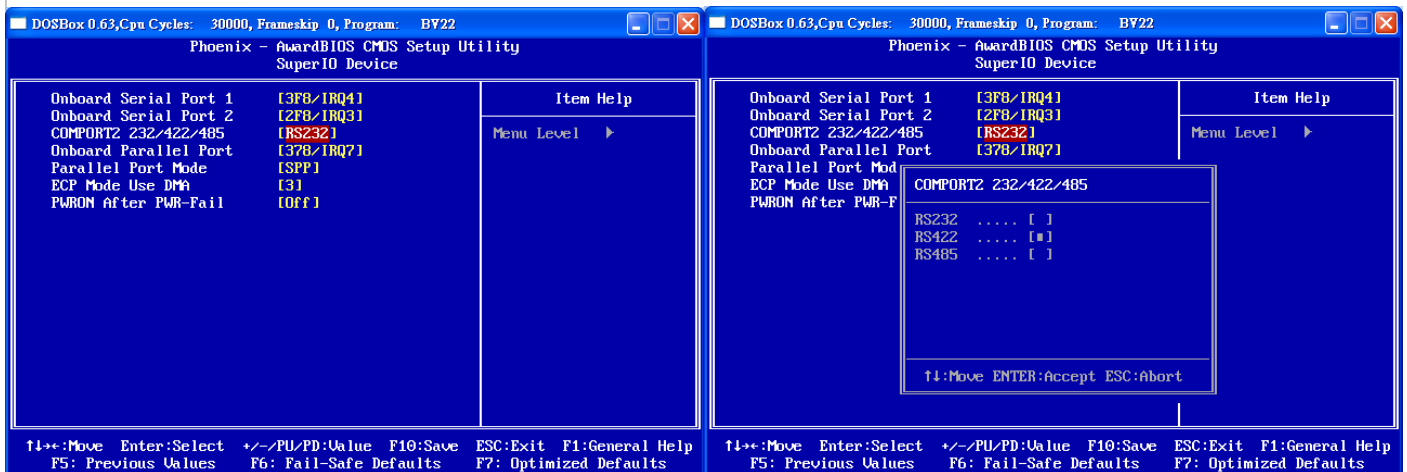 DOSBox 0.63,Cpu Cycles: 30000, Frameskip 0, Program: BV22
Phoenix - AwardBIOS CMOS Setup Utility
SuperIO Device
Onboard Serial Port 1 [3F8/IRQ4]
Onboard Serial Port 2 [2F8/IRQ3]
COMPORT2 232/422/485 [RS232]
Onboard Parallel Port [378/IRQ7]
Parallel Port Mode [SPP]
ECP Mode Use DMA [3]
PWRON After PWR-Fail [Off]
Item Help
Menu Level ▶
↑↓→←:Move Enter:Select +/-/PU/PD:Value F10:Save ESC:Exit F1:General Help
F5: Previous Values F6: Fail-Safe Defaults F7: Optimized Defaults
DOSBox 0.63,Cpu Cycles: 30000, Frameskip 0, Program: BV22
Phoenix - AwardBIOS CMOS Setup Utility
SuperIO Device
Onboard Serial Port 1 [3F8/IRQ4]
Onboard Serial Port 2 [2F8/IRQ3]
COMPORT2 232/422/485 [RS232]
Onboard Parallel Port [378/IRQ7]
Parallel Port Mod
ECP Mode Use DMA
PWRON After PWR-F
Item Help
Menu Level ▶
COMPORT2 232/422/485
RS232 ..... [ ]
RS422 ..... [■]
RS485 ..... [ ]
↑↓:Move ENTER:Accept ESC:Abort
↑↓→←:Move Enter:Select +/-/PU/PD:Value F10:Save ESC:Exit F1:General Help
F5: Previous Values F6: Fail-Safe Defaults F7: Optimized Defaults